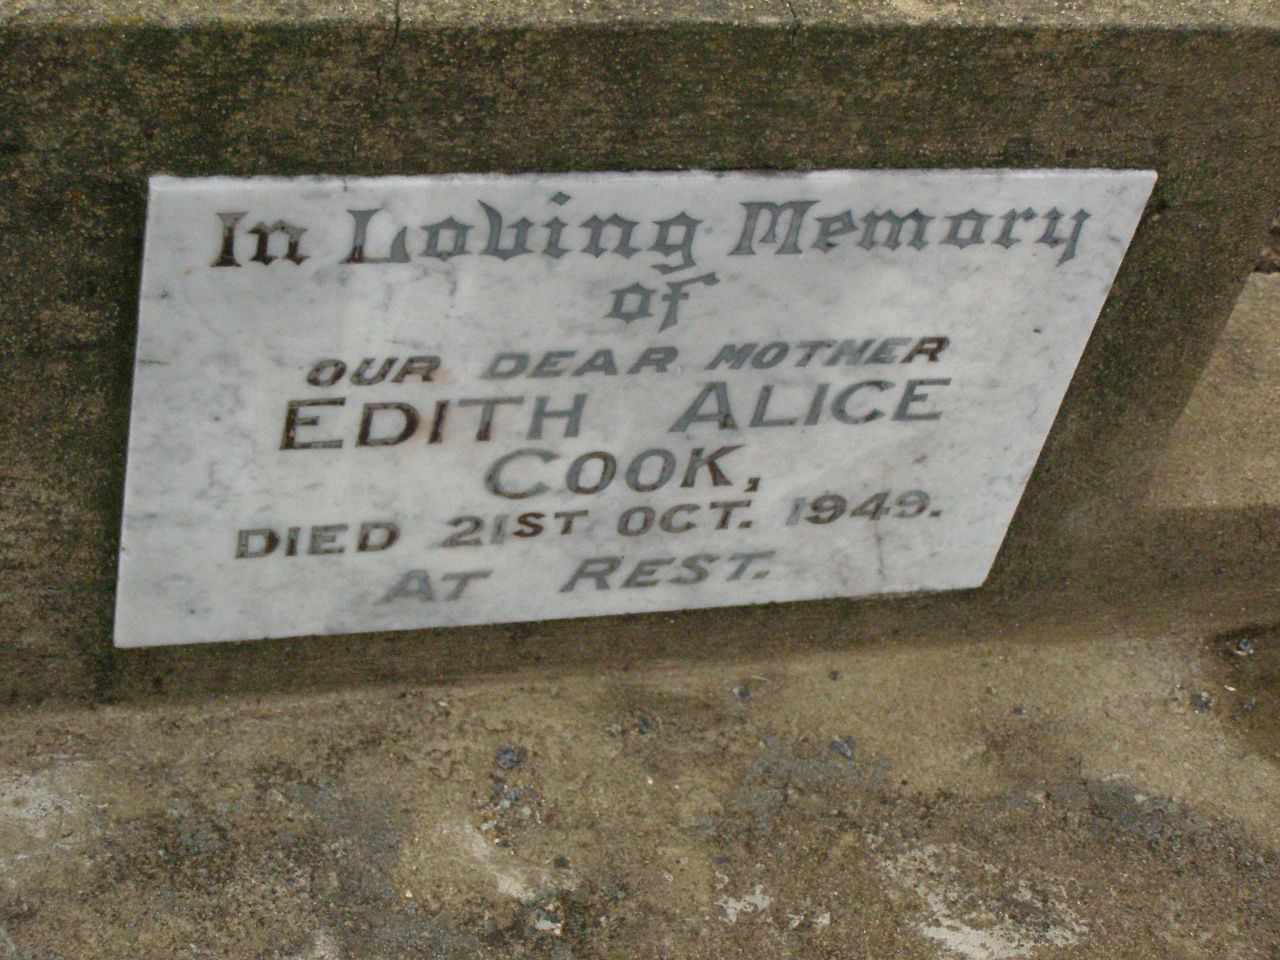 In Loving Memory
of
OUR DEAR MOTHER
EDITH ALICE
COOK,
DIED 21ST OCT. 1949.
AT REST.